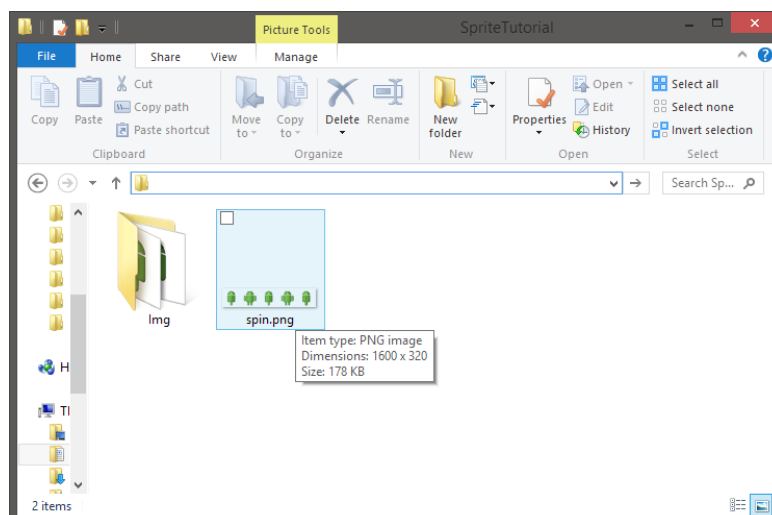 Picture Tools
SpriteTutorial
File
Home
Share
View
Manage
Copy
Paste
Cut
Copy path
Paste shortcut
Clipboard
Move to
Copy to
Delete
Rename
Organize
New folder
New
Properties
Open
Edit
History
Open
Select all
Select none
Invert selection
Select
Search Sp...
Img
spin.png
Item type: PNG image
Dimensions: 1600 x 320
Size: 178 KB
H
TI
2 items